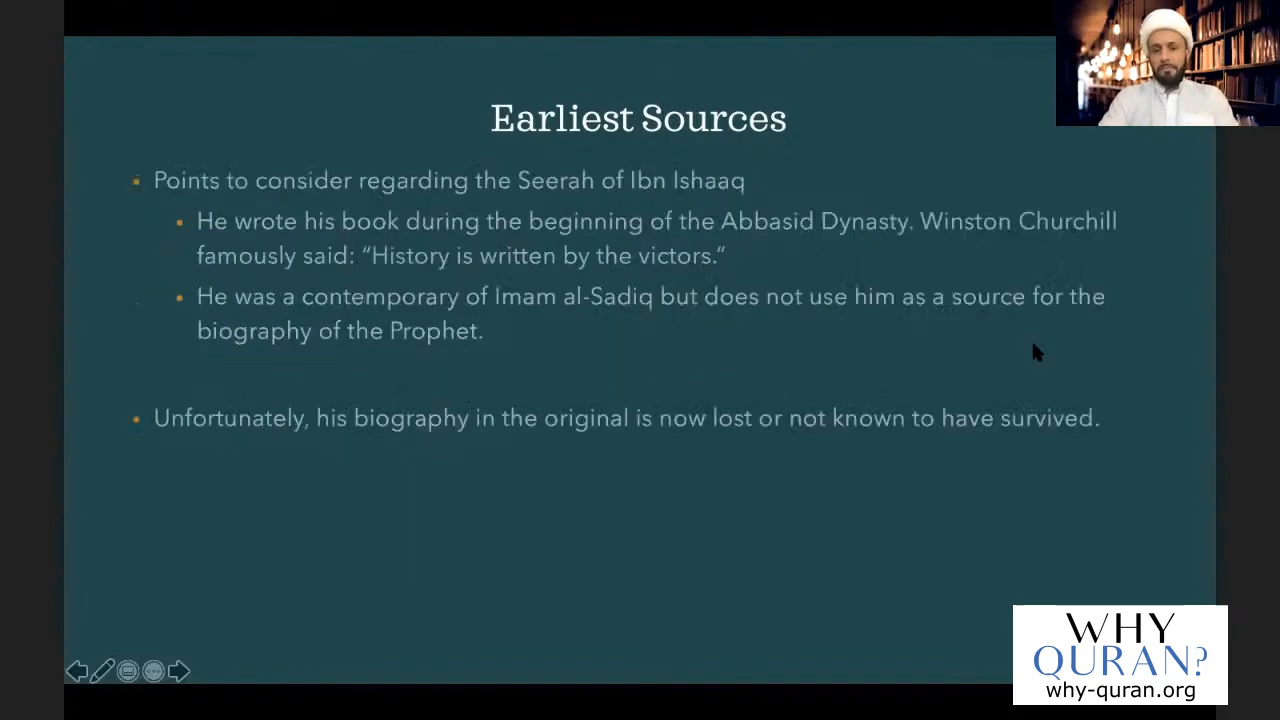 Earliest Sources
Points to consider regarding the Seerah of Ibn Ishaaq
He wrote his book during the beginning of the Abbasid Dynasty. Winston Churchill
famously said: “History is written by the victors.”
He was a contemporary of Imam al-Sadiq but does not use him as a source for the
biography of the Prophet.
Unfortunately, his biography in the original is now lost or not known to have survived.
WHY
QURAN?
why-quran.org